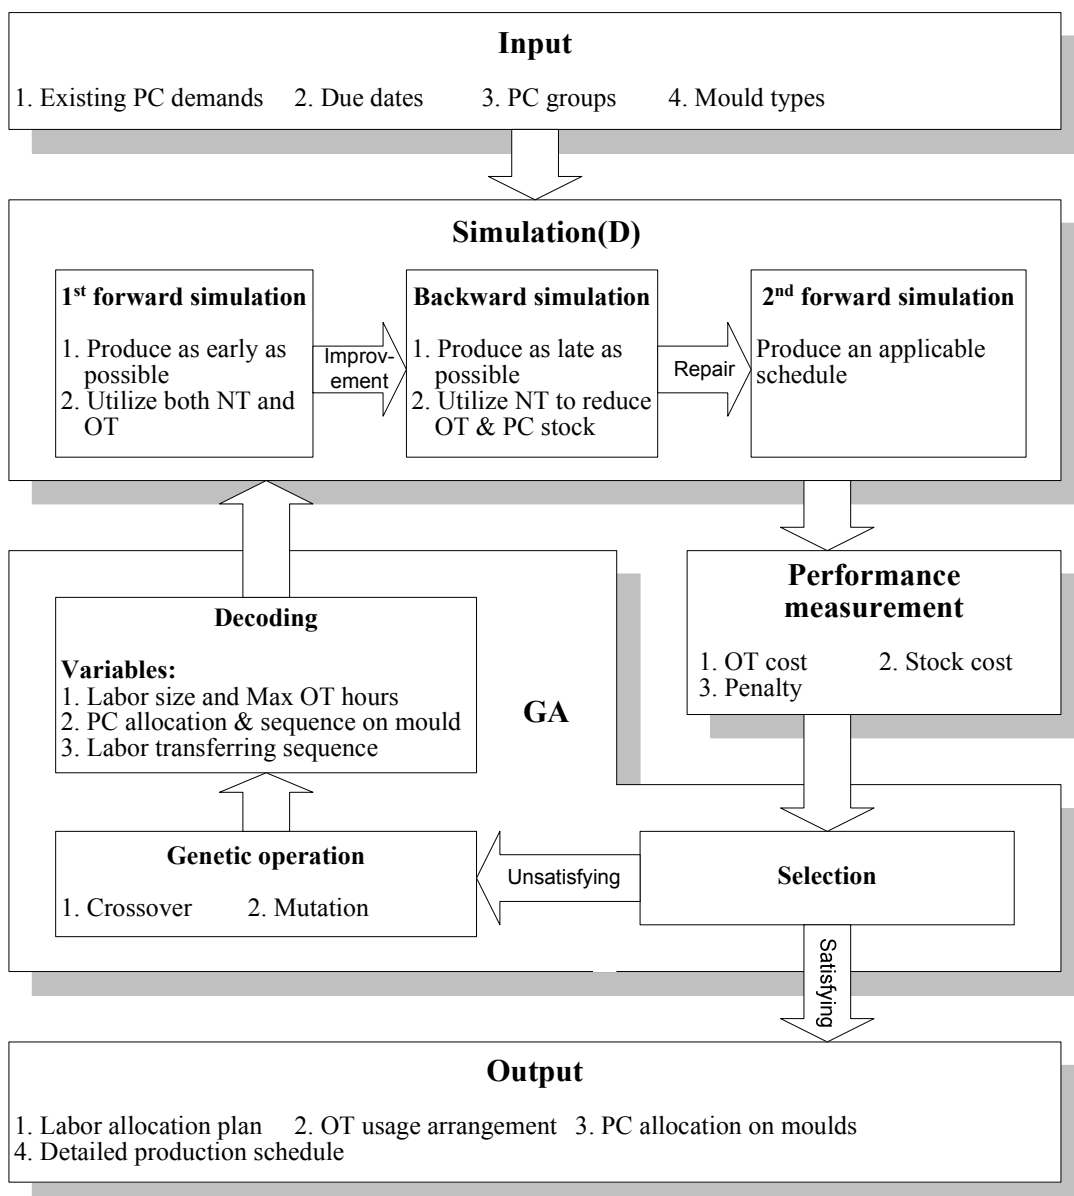 Input
1. Existing PC demands 2. Due dates 3. PC groups 4. Mould types
Simulation(D)
1st forward simulation
1. Produce as early as
possible
2. Utilize both NT and
OT
Improv-
ement
Backward simulation
1. Produce as late as
possible
2. Utilize NT to reduce
OT & PC stock
Repair
2nd forward simulation
Produce an applicable
schedule
Performance
measurement
1. OT cost 2. Stock cost
3. Penalty
GA
Decoding
Variables:
1. Labor size and Max OT hours
2. PC allocation & sequence on mould
3. Labor transferring sequence
Genetic operation
1. Crossover 2. Mutation
Unsatisfying
Selection
Satisfying
Output
1. Labor allocation plan 2. OT usage arrangement 3. PC allocation on moulds
4. Detailed production schedule